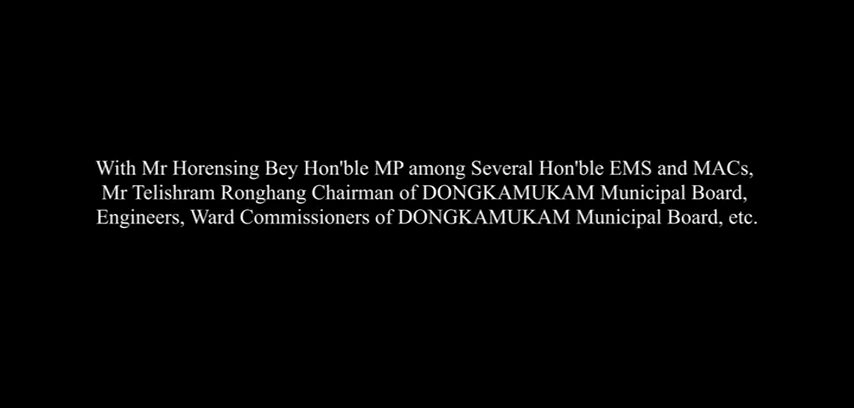 With Mr Horensing Bey Hon'ble MP among Several Hon'ble EMS and MACs,
Mr Telishram Ronghang Chairman of DONGKAMUKAM Municipal Board,
Engineers, Ward Commissioners of DONGKAMUKAM Municipal Board, etc.